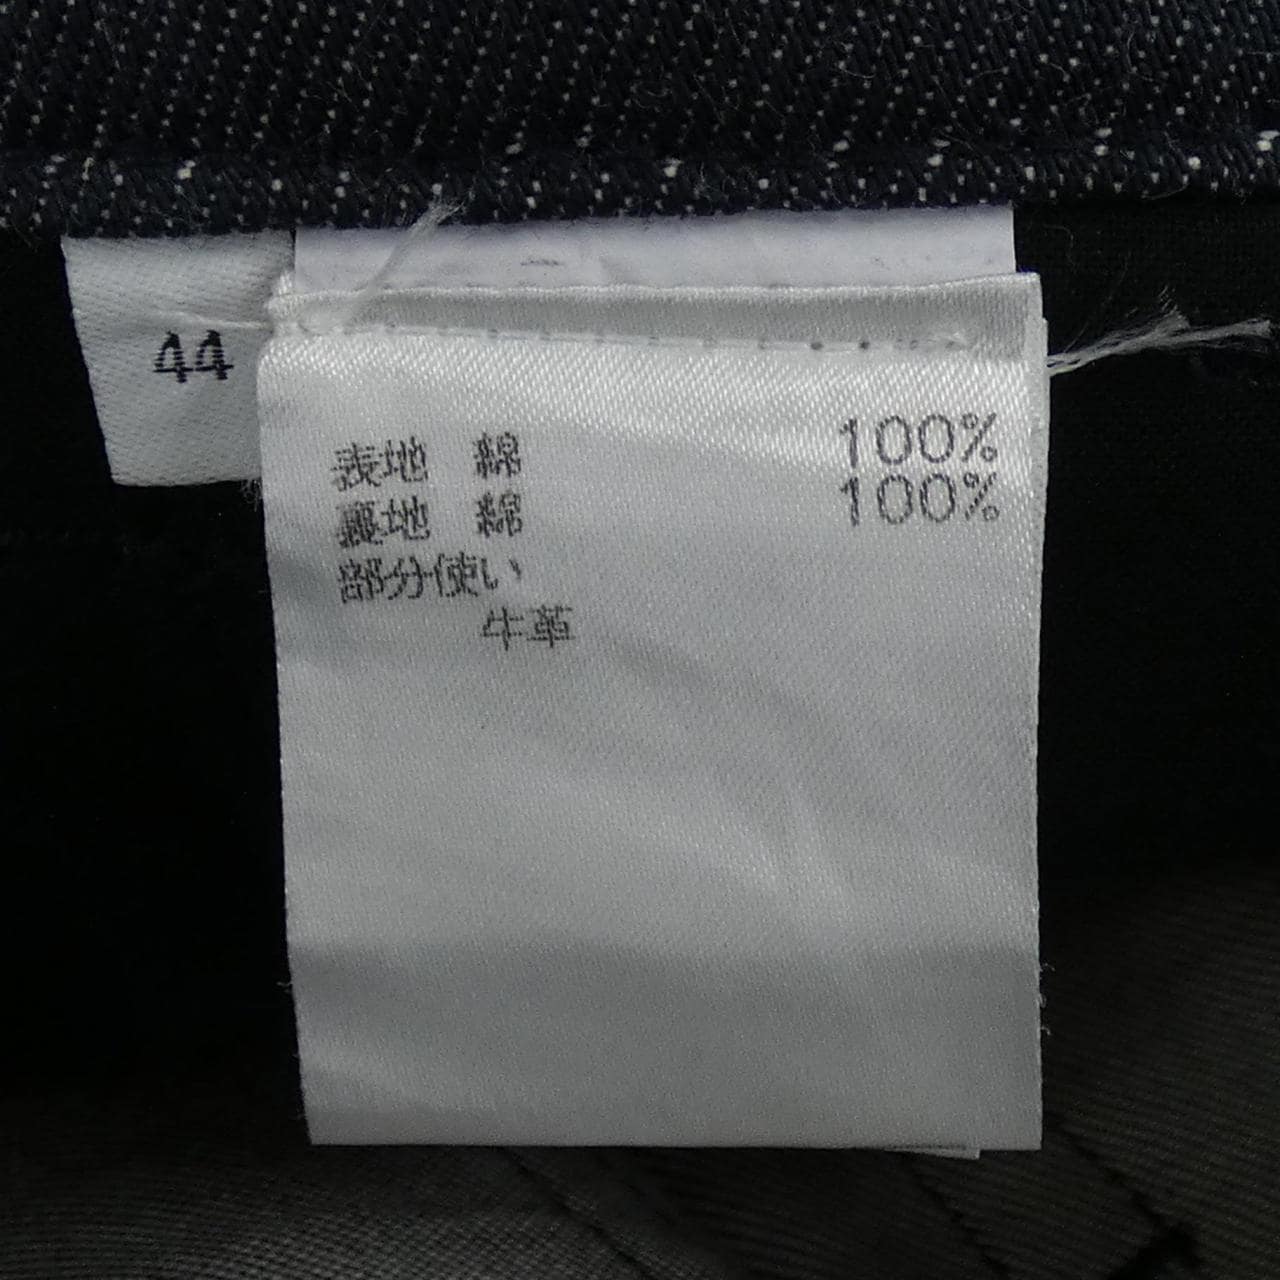 44
表地 綿 100%
裏地 綿 100%
部分使い
牛革